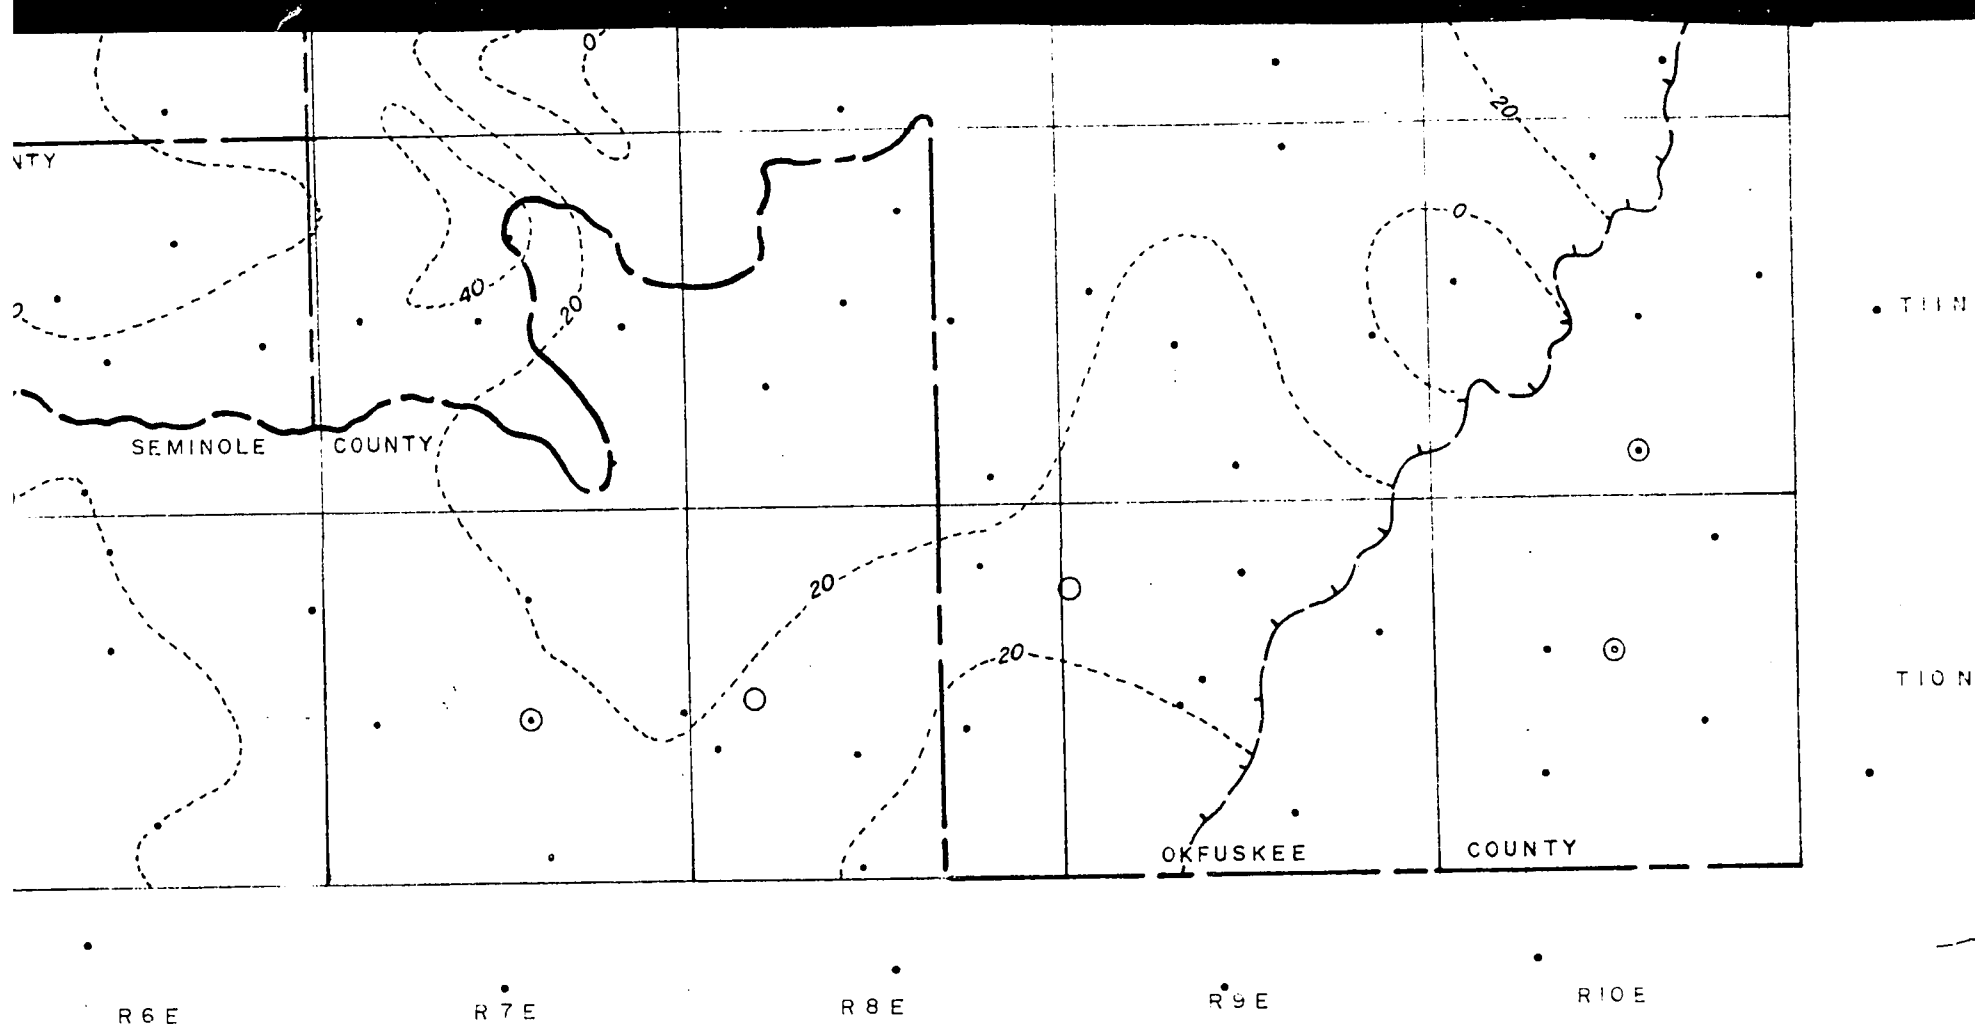 0
20
NTY
0
40
20
T11N
SEMINOLE COUNTY
20
20
T10N
OKFUSKEE COUNTY
R6E
R7E
R8E
R9E
R10E